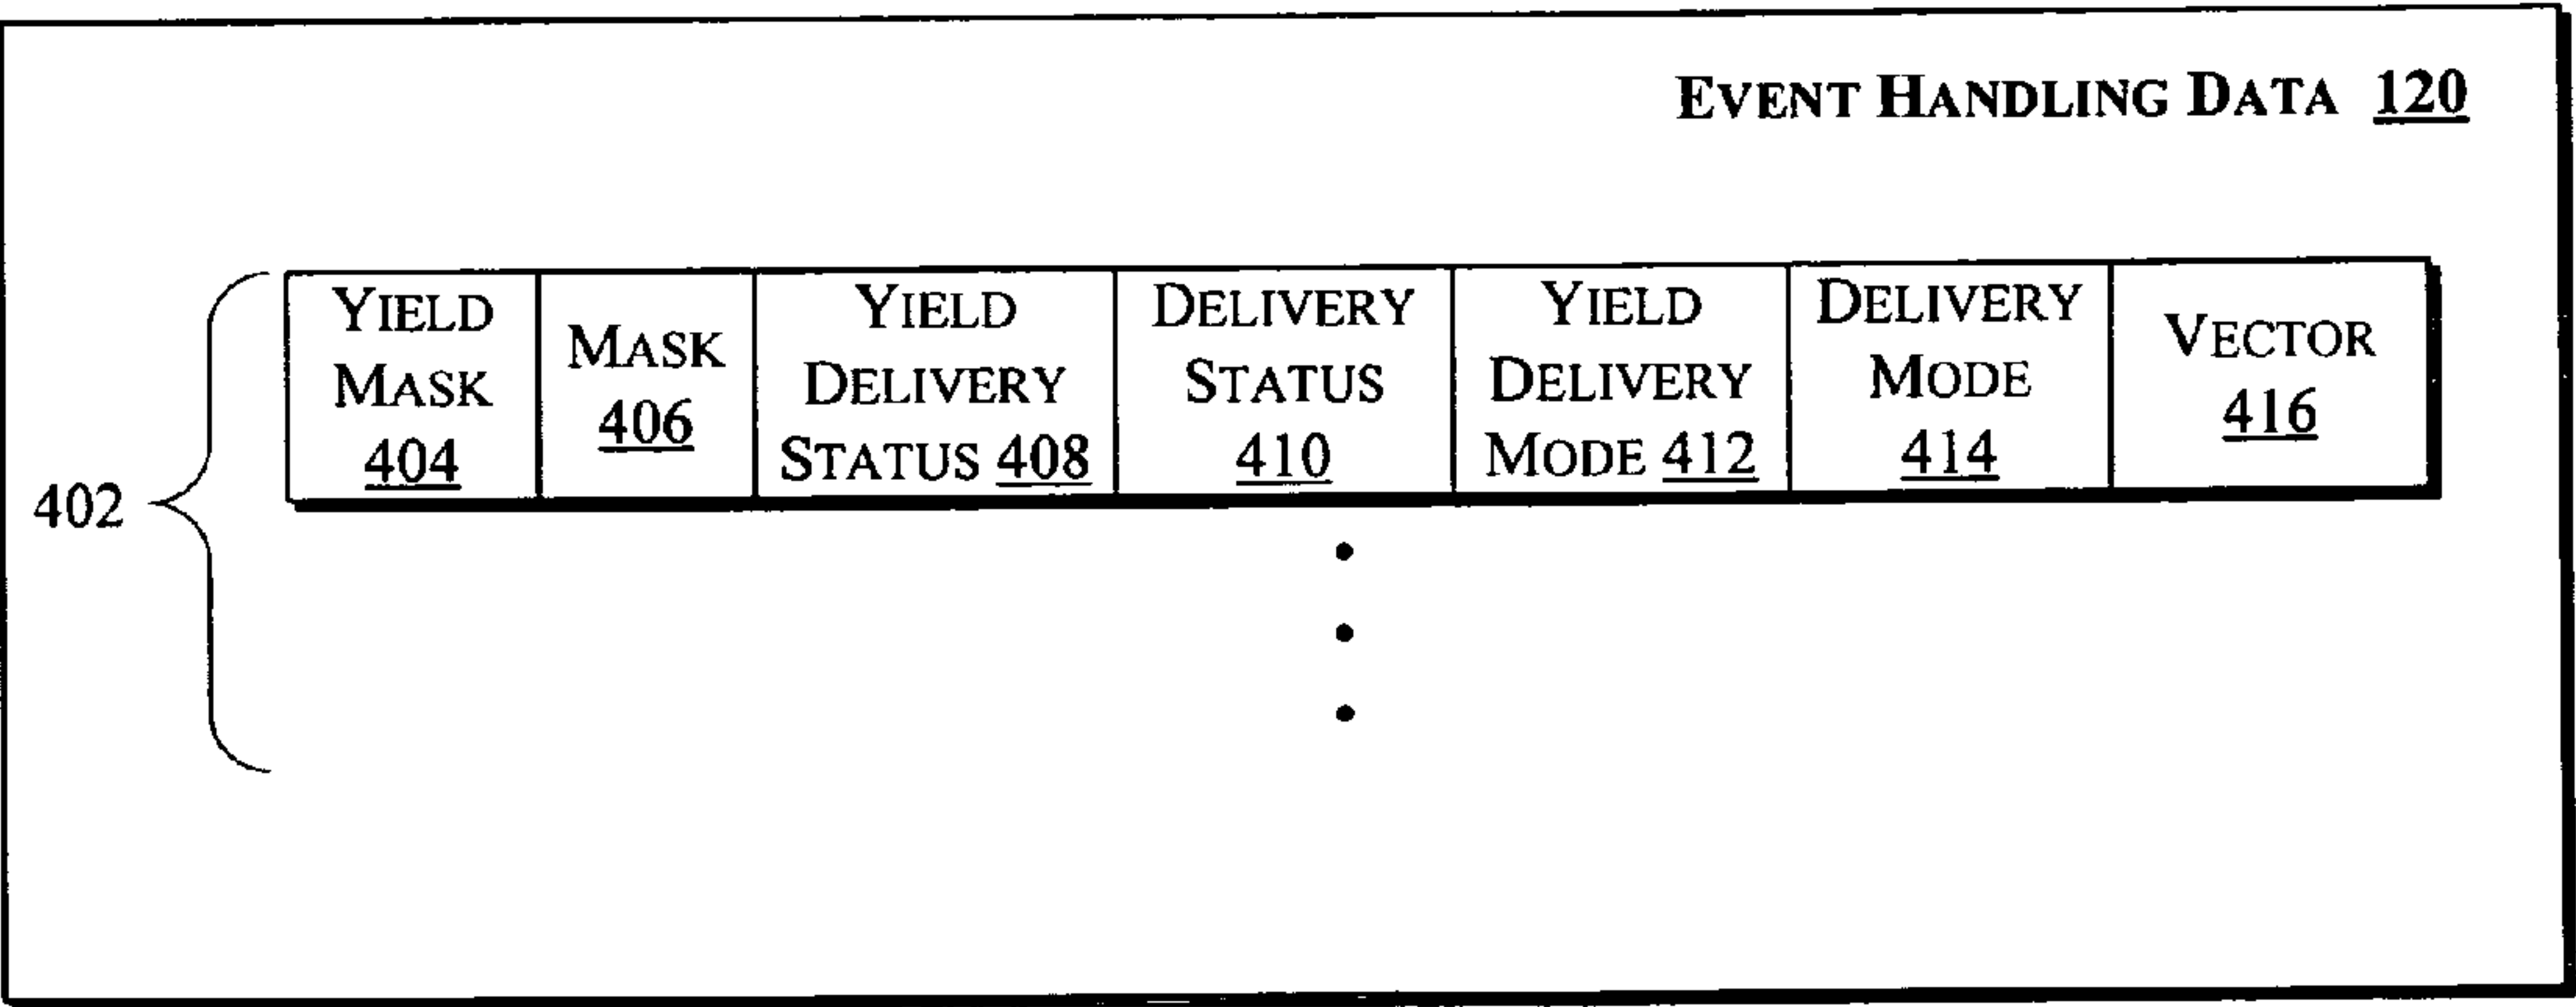 EVENT HANDLING DATA 120
YIELD
MASK
404
MASK
406
YIELD
DELIVERY
STATUS 408
DELIVERY
STATUS
410
YIELD
DELIVERY
MODE 412
DELIVERY
MODE
414
VECTOR
416
402